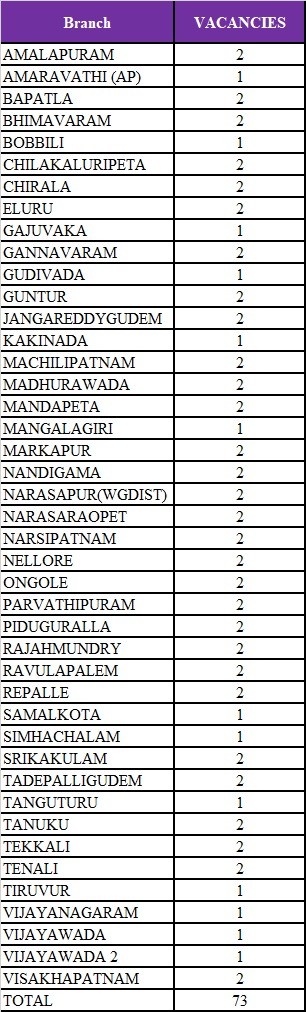 Branch VACANCIES
AMALAPURAM 2
AMARAVATHI (AP) 1
BAPATLA 2
BHIMAVARAM 2
BOBBILI 1
CHILAKALURIPETA 2
CHIRALA 2
ELURU 2
GAJUVAKA 1
GANNAVARAM 2
GUDIVADA 1
GUNTUR 2
JANGAREDDYGUDEM 2
KAKINADA 1
MACHILIPATNAM 2
MADHURAWADA 2
MANDAPETA 2
MANGALAGIRI 1
MARKAPUR 2
NANDIGAMA 2
NARASAPUR(WGDIST) 2
NARASARAOPET 2
NARSIPATNAM 2
NELLORE 2
ONGOLE 2
PARVATHIPURAM 2
PIDUGURALLA 2
RAJAHMUNDRY 2
RAVULAPALEM 2
REPALLE 2
SAMALKOTA 1
SIMHACHALAM 1
SRIKAKULAM 2
TADEPALLIGUDEM 2
TANGUTURU 1
TANUKU 2
TEKKALI 2
TENALI 2
TIRUVUR 1
VIJAYANAGARAM 1
VIJAYAWADA 1
VIJAYAWADA 2 1
VISAKHAPATNAM 2
TOTAL 73